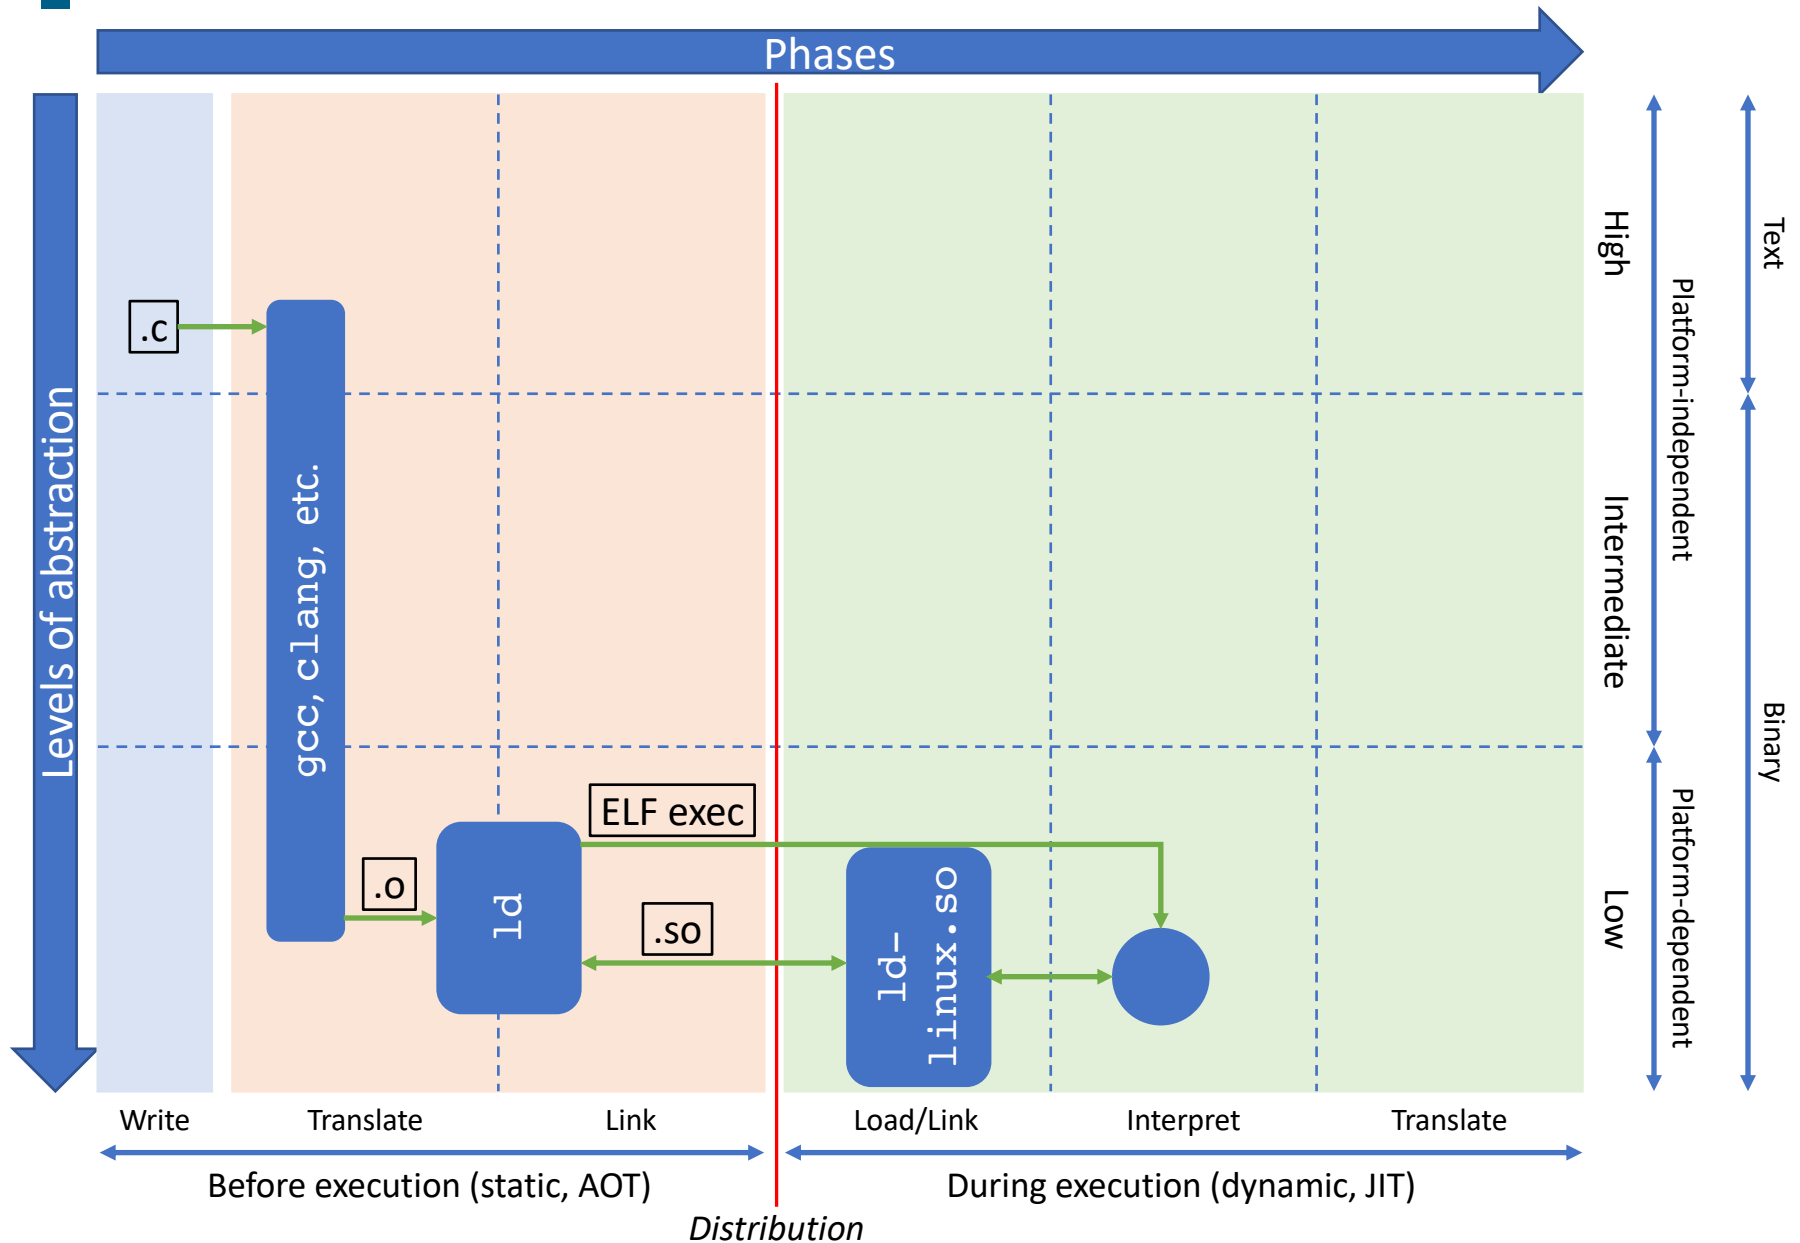 Phases
Levels of abstraction
.c
gcc, clang, etc.
.o
ld
ELF exec
.so
ld-
linux.so
High
Intermediate
Low
Platform-independent
Platform-dependent
Text
Binary
Write
Translate
Link
Load/Link
Interpret
Translate
Before execution (static, AOT)
During execution (dynamic, JIT)
Distribution